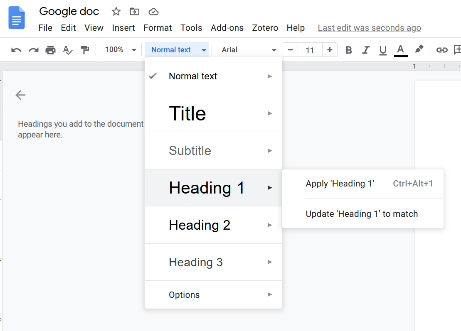 Google doc
File Edit View Insert Format Tools Add-ons Zotero Help Last edit was seconds ago
100% Normal text Arial 11 B I U A
1
Headings you add to the document
appear here.
Normal text
Title
Subtitle
Heading 1
Apply 'Heading 1' Ctrl+Alt+1
Update 'Heading 1' to match
Heading 2
Heading 3
Options